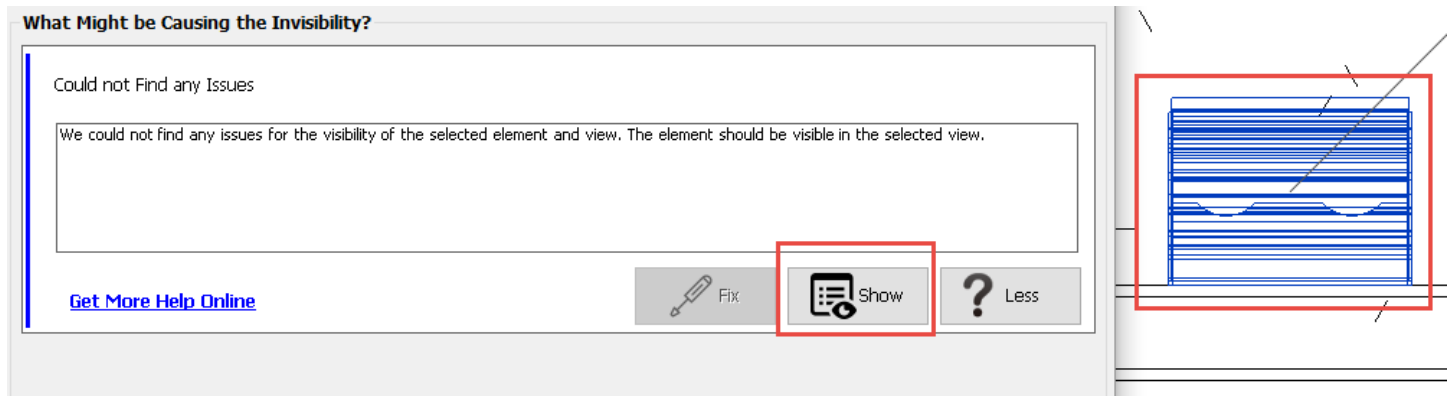 What Might be Causing the Invisibility?
Could not Find any Issues
We could not find any issues for the visibility of the selected element and view. The element should be visible in the selected view.
Get More Help Online
Fix
Show
? Less